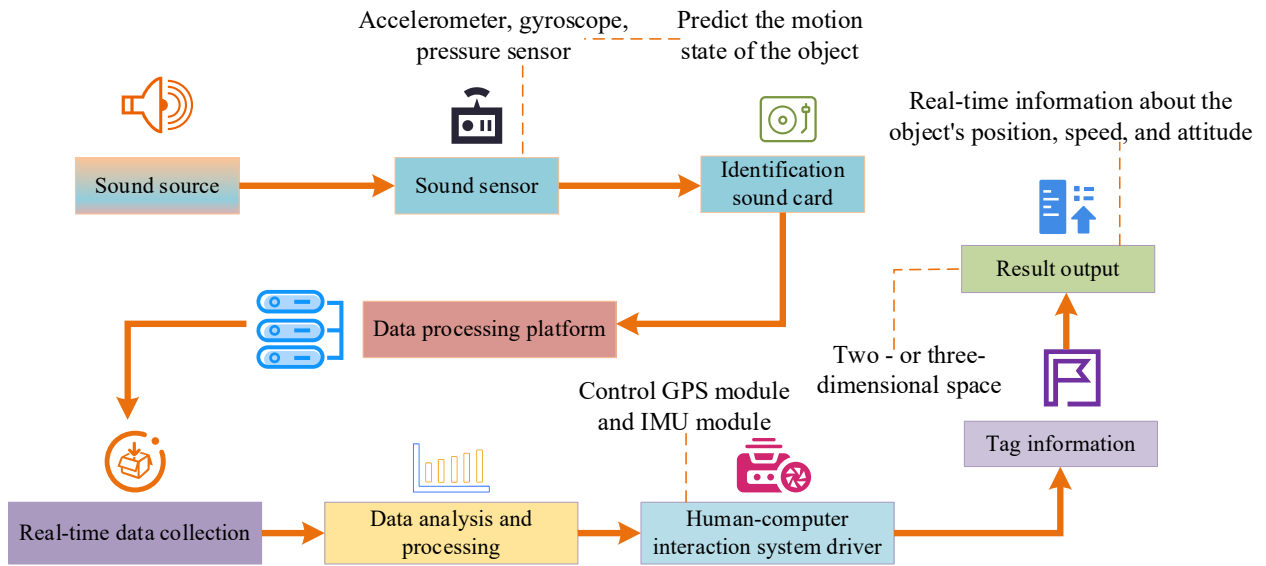 Accelerometer, gyroscope,
pressure sensor
Predict the motion
state of the object
Real-time information about the
object's position, speed, and attitude
Sound source
Sound sensor
Identification
sound card
Result output
Data processing platform
Two - or three-
dimensional space
Control GPS module
and IMU module
Tag information
Real-time data collection
Data analysis and
processing
Human-computer
interaction system driver